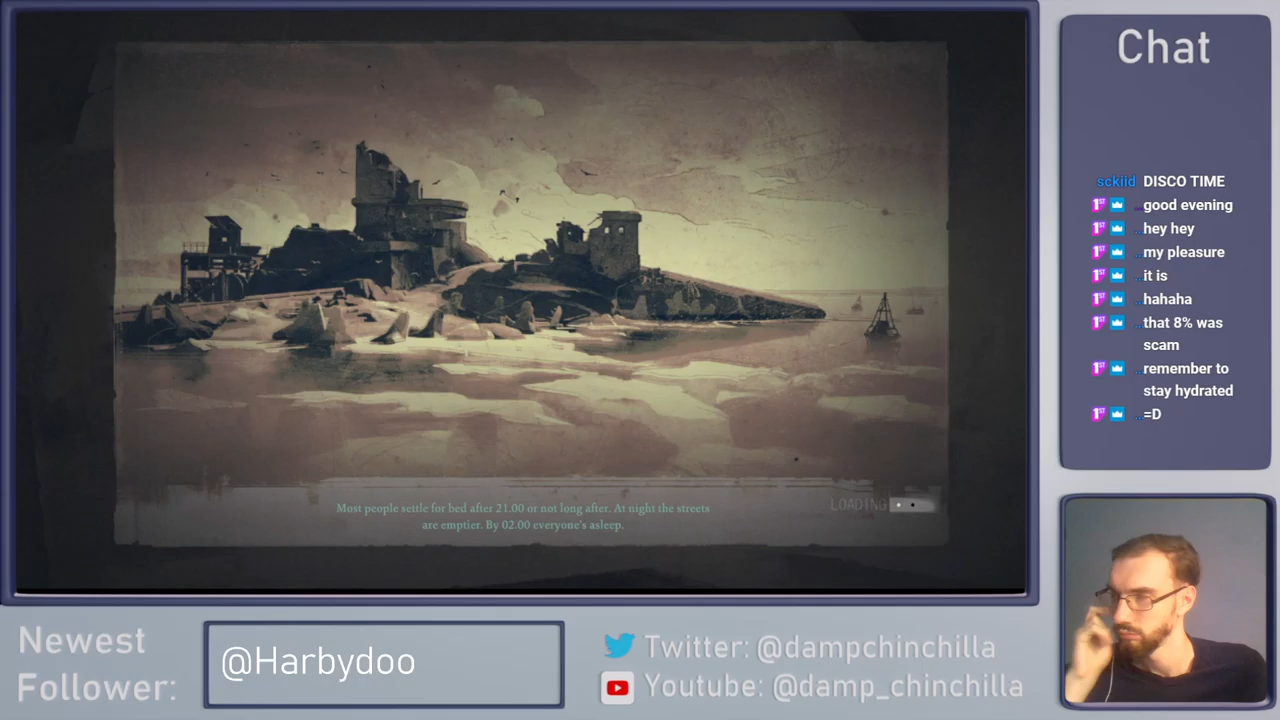 Chat
sckiid DISCO TIME
good evening
hey hey
my pleasure
it is
hahaha
that 8% was
scam
remember to
stay hydrated
=D
Most people settle for bed after 21.00 or not long after. At night the streets
are emptier. By 02.00 everyone's asleep.
LOADING
Newest
Follower:
@Harbydoo
Twitter: @dampchinchilla
Youtube: @damp_chinchilla